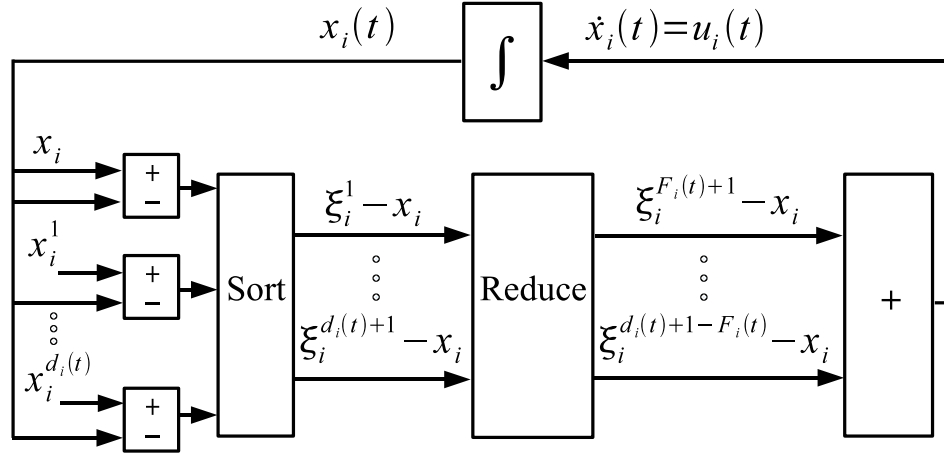 x_i(t)
∫
ẋ_i(t)=u_i(t)
x_i
+
−
x_i^1
+
−
x_i^{d_i(t)}
+
−
Sort
ξ_i^1 − x_i
ξ_i^{d_i(t)+1} − x_i
Reduce
ξ_i^{F_i(t)+1} − x_i
ξ_i^{d_i(t)+1−F_i(t)} − x_i
+